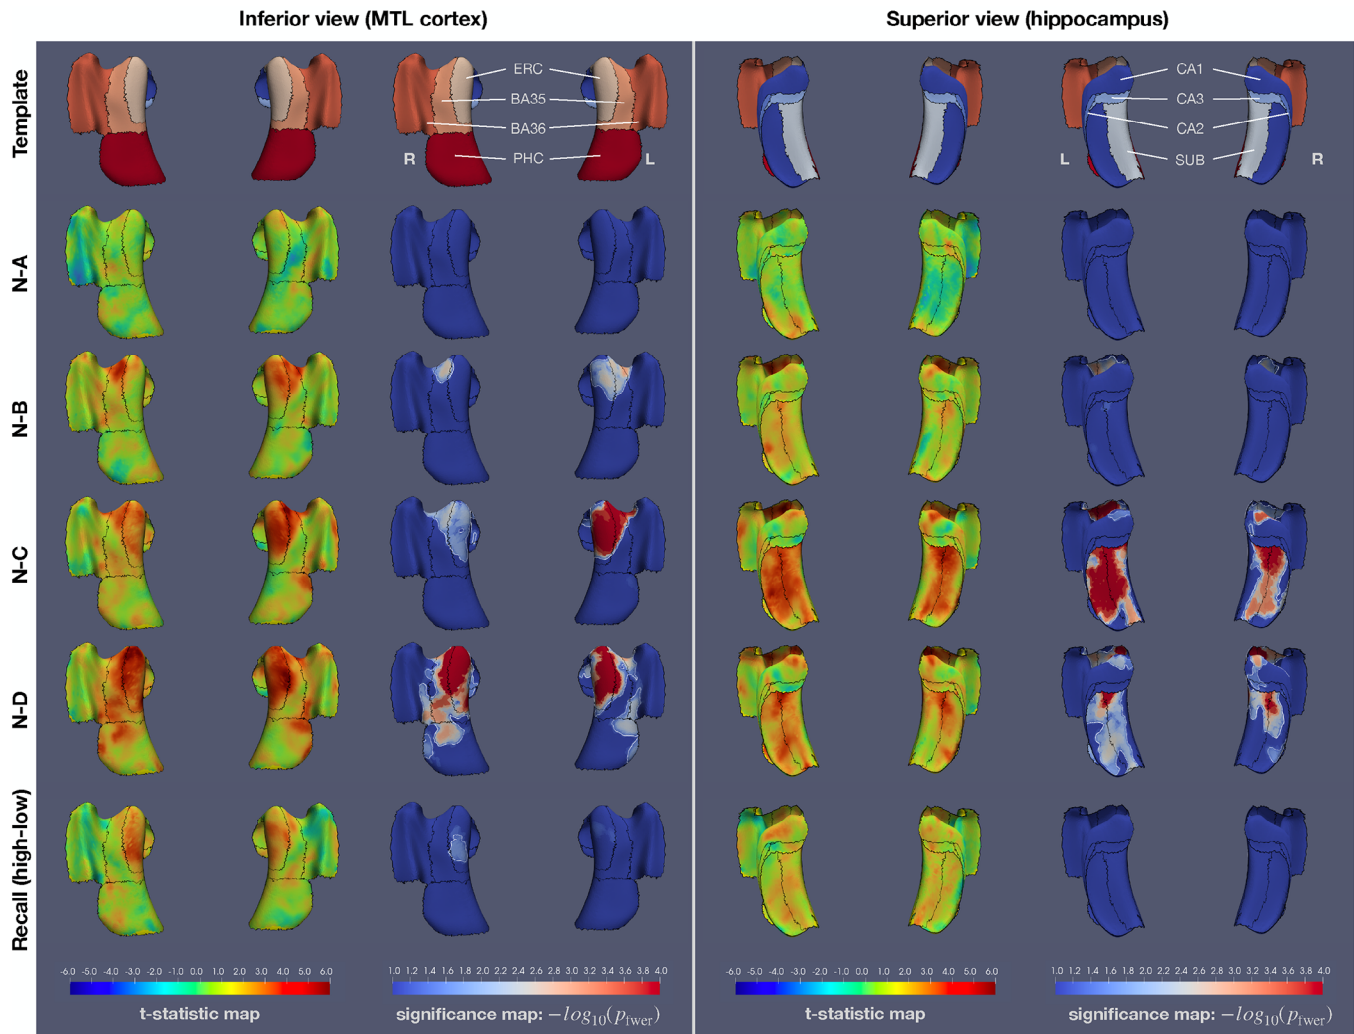 Inferior view (MTL cortex)
Superior view (hippocampus)
Template
ERC
BA35
BA36
PHC
R
L
CA1
CA3
CA2
SUB
L
R
N-A
N-B
N-C
N-D
Recall (high-low)
-6.0 -5.0 -4.0 -3.0 -2.0 -1.0 0.0 1.0 2.0 3.0 4.0 5.0 6.0
t-statistic map
1.0 1.2 1.4 1.6 1.8 2.0 2.2 2.4 2.6 2.8 3.0 3.2 3.4 3.6 3.8 4.0
significance map: −log₁₀(p_fwer)
-6.0 -5.0 -4.0 -3.0 -2.0 -1.0 0.0 1.0 2.0 3.0 4.0 5.0 6.0
t-statistic map
1.0 1.2 1.4 1.6 1.8 2.0 2.2 2.4 2.6 2.8 3.0 3.2 3.4 3.6 3.8 4.0
significance map: −log₁₀(p_fwer)